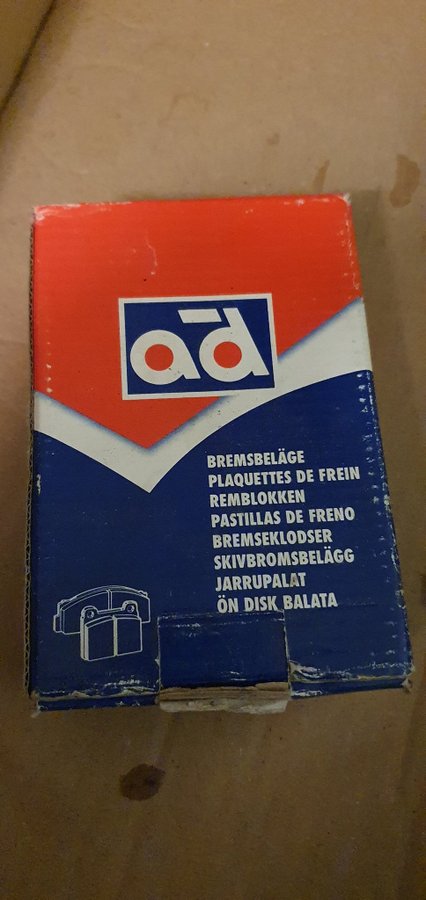 ad
BREMSBELÄGE
PLAQUETTES DE FREIN
REMBLOKKEN
PASTILLAS DE FRENO
BREMSEKLODSER
SKIVBROMSBELÄGG
JARRUPALAT
ÖN DISK BALATA